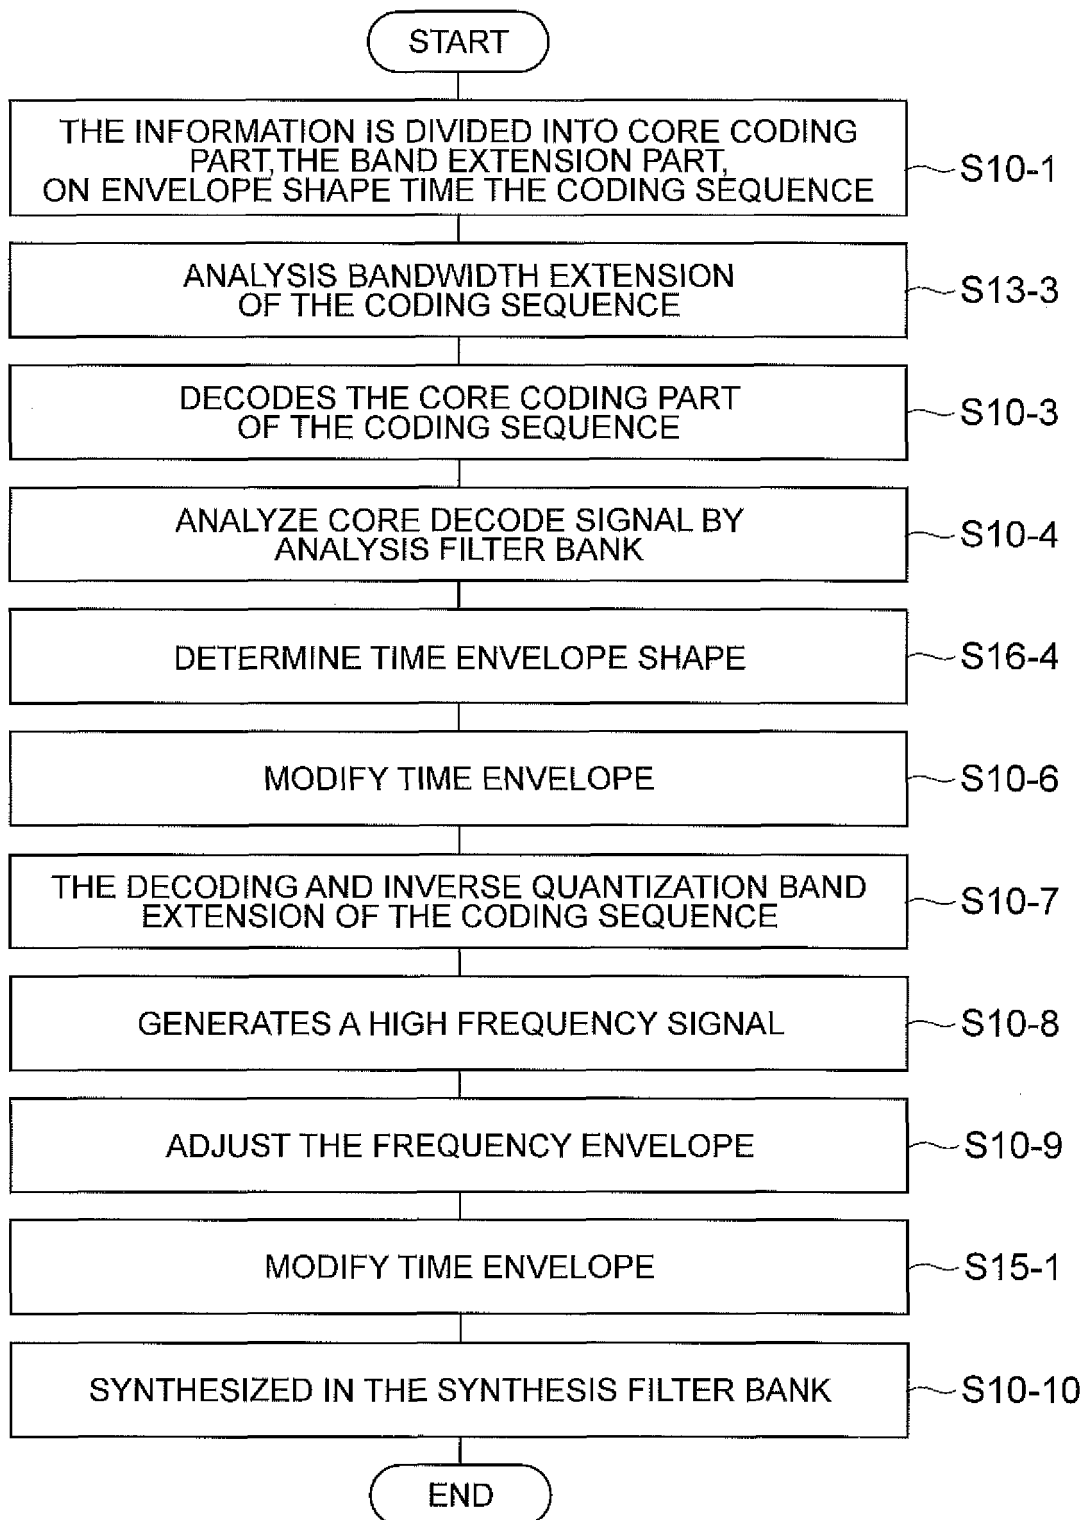 START
THE INFORMATION IS DIVIDED INTO CORE CODING
PART, THE BAND EXTENSION PART,
ON ENVELOPE SHAPE TIME THE CODING SEQUENCE
S10-1
ANALYSIS BANDWIDTH EXTENSION
OF THE CODING SEQUENCE
S13-3
DECODES THE CORE CODING PART
OF THE CODING SEQUENCE
S10-3
ANALYZE CORE DECODE SIGNAL BY
ANALYSIS FILTER BANK
S10-4
DETERMINE TIME ENVELOPE SHAPE
S16-4
MODIFY TIME ENVELOPE
S10-6
THE DECODING AND INVERSE QUANTIZATION BAND
EXTENSION OF THE CODING SEQUENCE
S10-7
GENERATES A HIGH FREQUENCY SIGNAL
S10-8
ADJUST THE FREQUENCY ENVELOPE
S10-9
MODIFY TIME ENVELOPE
S15-1
SYNTHESIZED IN THE SYNTHESIS FILTER BANK
S10-10
END